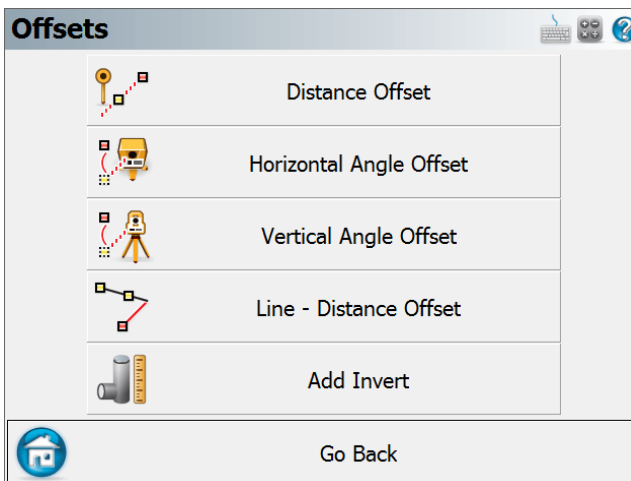 Offsets
Distance Offset
Horizontal Angle Offset
Vertical Angle Offset
Line - Distance Offset
Add Invert
Go Back